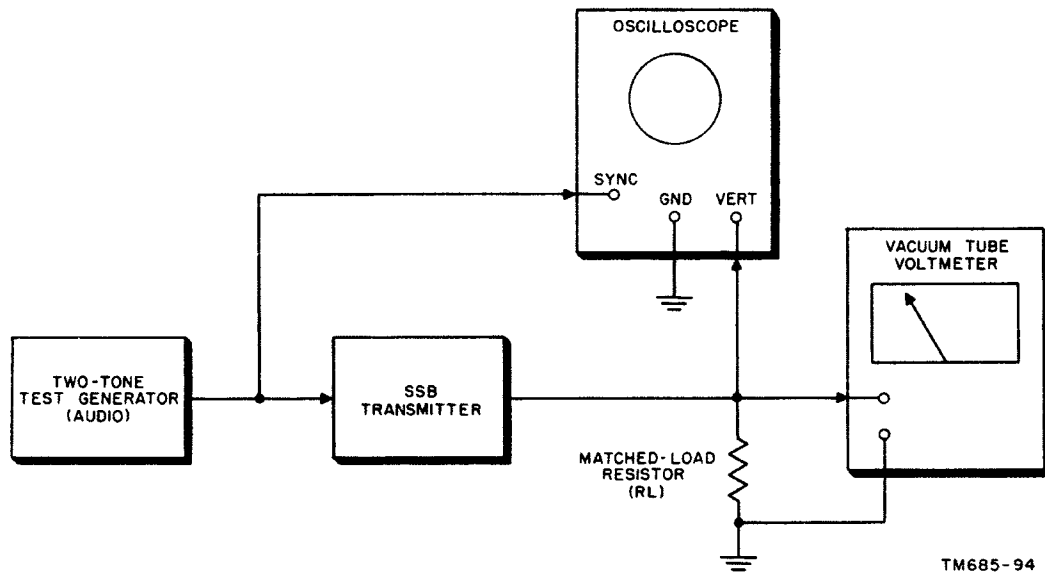 OSCILLOSCOPE
SYNC
GND
VERT
VACUUM TUBE
VOLTMETER
TWO-TONE
TEST GENERATOR
(AUDIO)
SSB
TRANSMITTER
MATCHED-LOAD
RESISTOR
(RL)
TM685-94